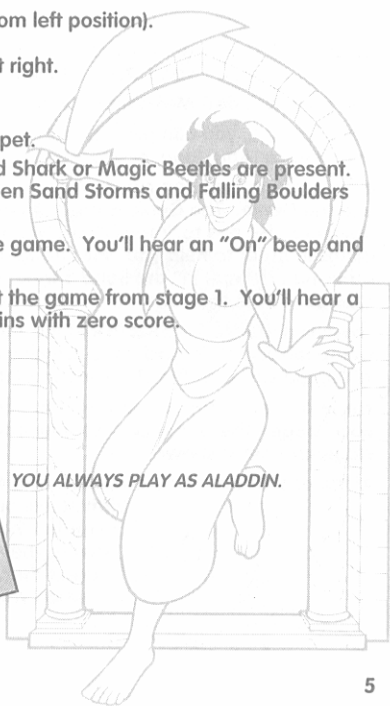 om left position).
t right.
pet.
d Shark or Magic Beetles are present.
en Sand Storms and Falling Boulders
e game. You'll hear an "On" beep and
t the game from stage 1. You'll hear a
ins with zero score.
YOU ALWAYS PLAY AS ALADDIN.
5